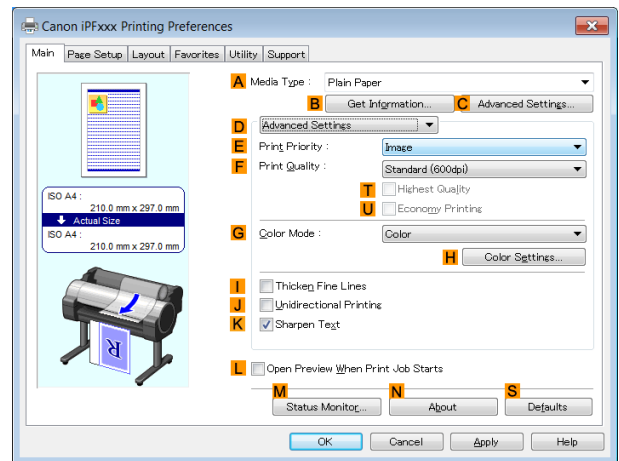 Canon iPFxxx Printing Preferences
Main Page Setup Layout Favorites Utility Support
A Media Type : Plain Paper
B Get Information... C Advanced Settings...
D Advanced Settings
E Print Priority : Image
F Print Quality : Standard (600dpi)
T Highest Quality
U Economy Printing
ISO A4 :
210.0 mm x 297.0 mm
Actual Size
ISO A4 :
210.0 mm x 297.0 mm
G Color Mode : Color
H Color Settings...
I Thicken Fine Lines
J Unidirectional Printing
K Sharpen Text
R
L Open Preview When Print Job Starts
M N S
Status Monitor... About Defaults
OK Cancel Apply Help